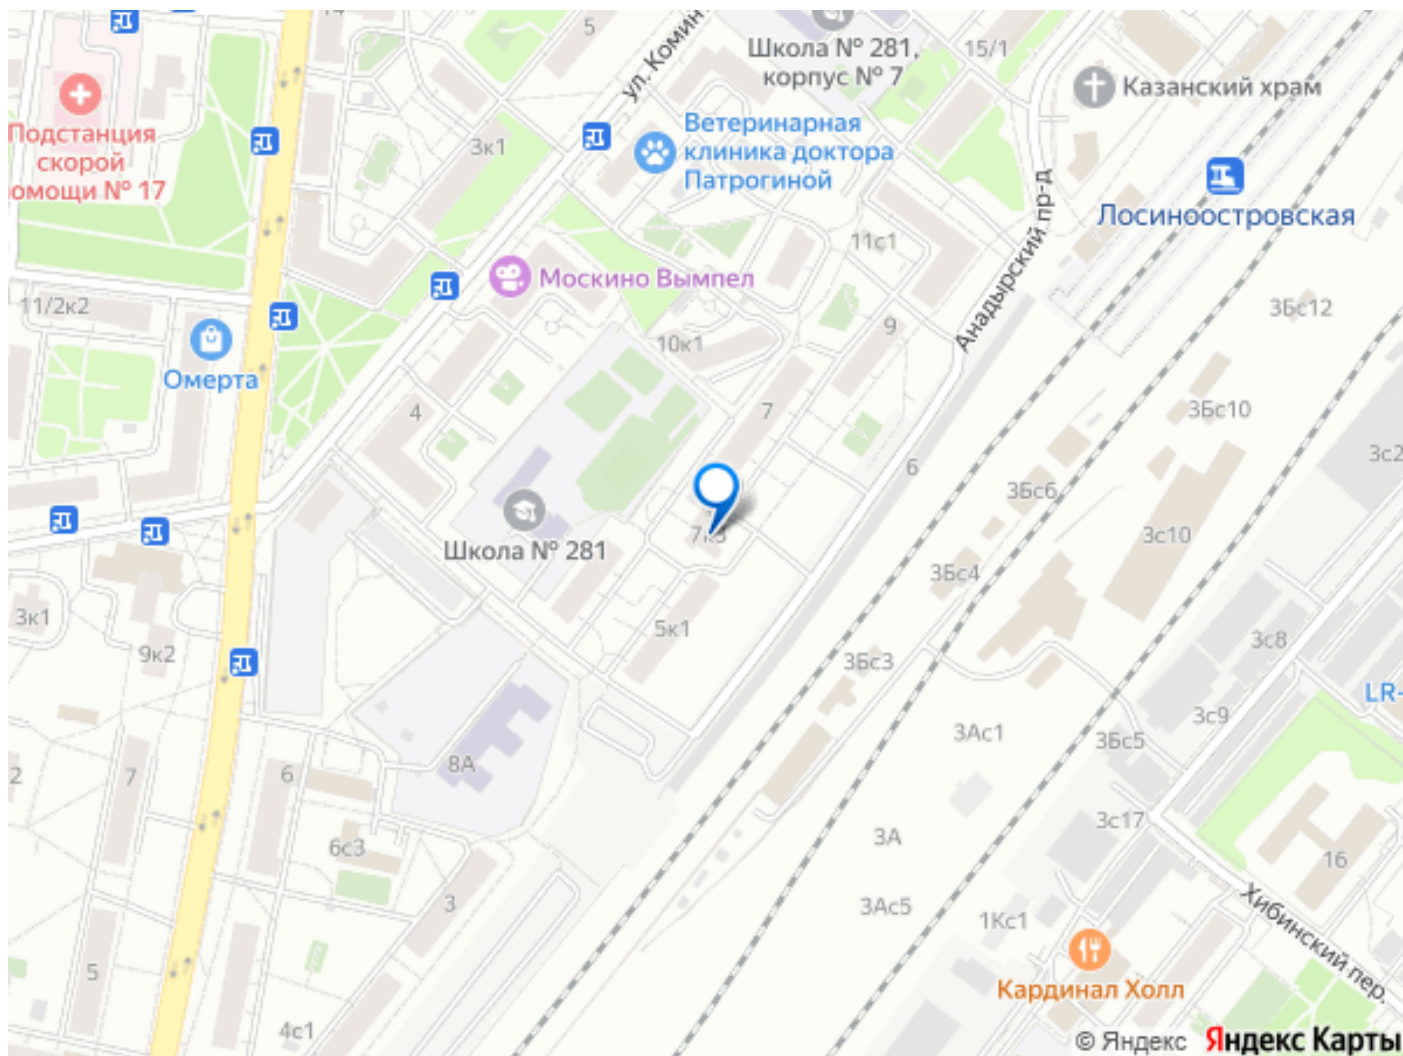 14
5
ул. Комин
Школа № 281,
корпус № 7
15/1
Казанский храм
Подстанция
скорой
омощи № 17
3к1
Ветеринарная
клиника доктора
Патрогиной
Лосиноостровская
Анадырский пр-д
11с1
Москино Вымпел
11/2к2
9
3Бс12
10к1
Омерта
4
7
3Бс10
6
3с2
3Бс6
7к3
3с10
Школа № 281
3Бс4
3к1
5к1
3с8
9к2
3Бс3
LR-
3с9
3Ас1
3Бс5
2
7
6
8А
3с17
3А
6с3
16
3
3Ас5
1Кс1
Хибинский пер.
5
Кардинал Холл
4с1
© Яндекс Яндекс Карты